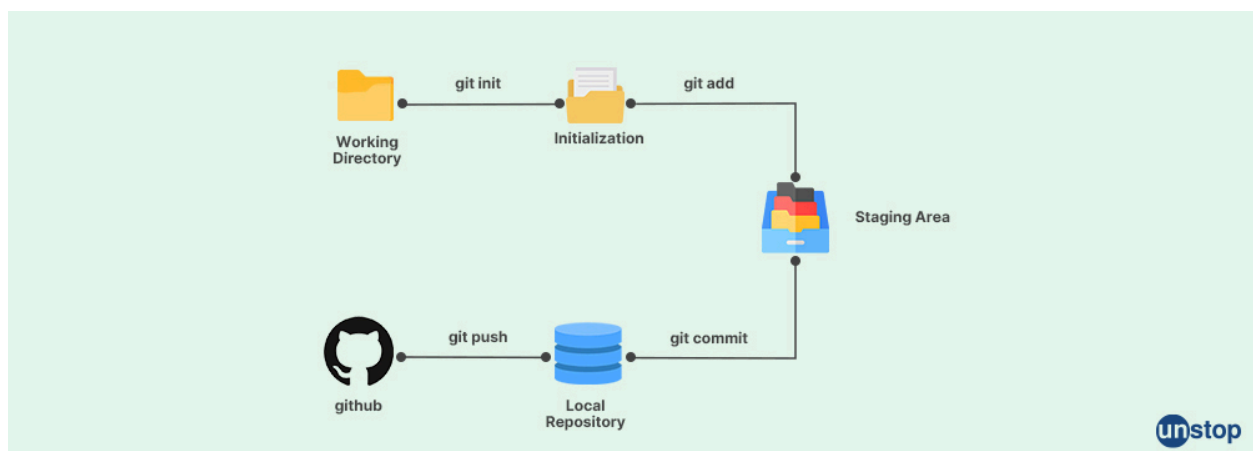 git init
git add
Working
Directory
Initialization
Staging Area
git push
git commit
github
Local
Repository
unstop